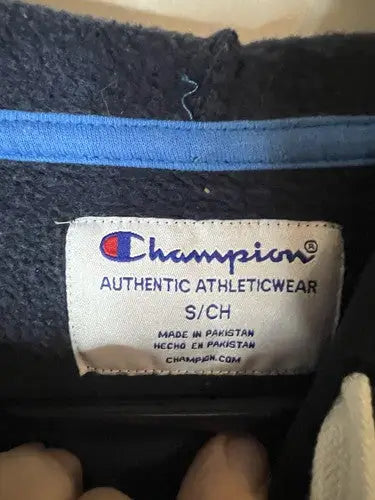 Champion®
AUTHENTIC ATHLETICWEAR
S/CH
MADE IN PAKISTAN
HECHO EN PAKISTAN
CHAMPION.COM